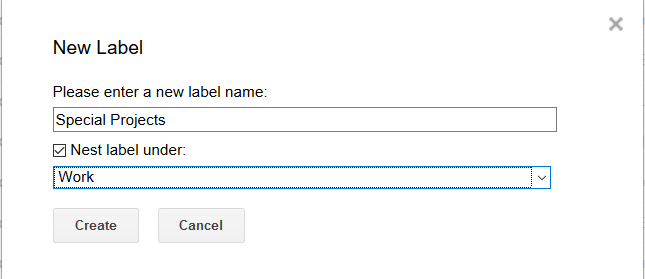 New Label
Please enter a new label name:
Special Projects
Nest label under:
Work
Create Cancel